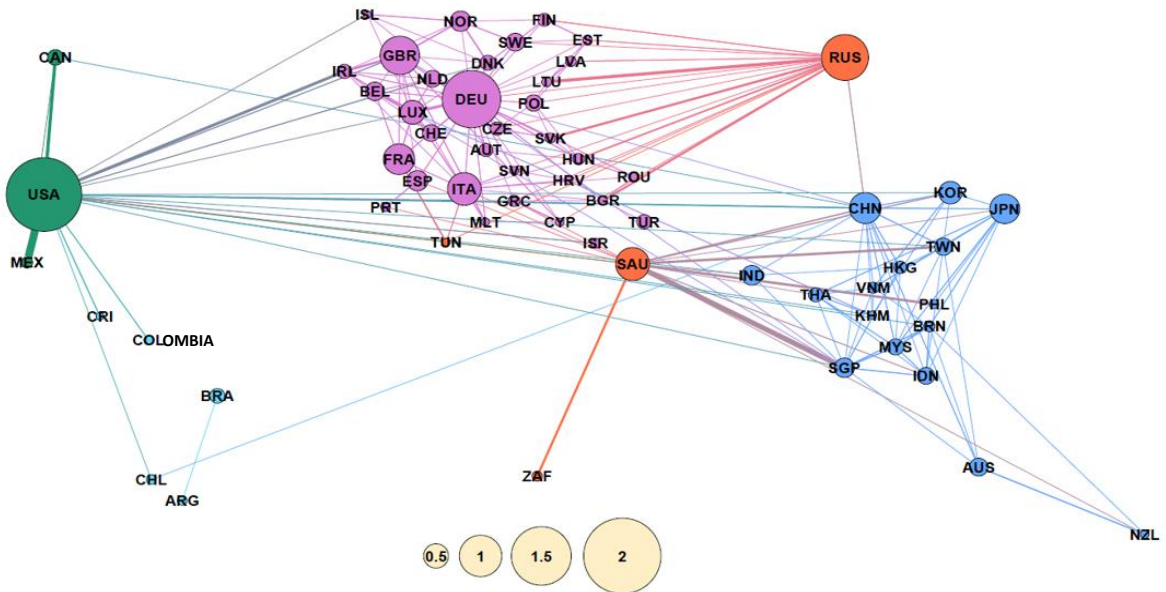 ISL
NOR
FIN
CAN
GBR
SWE
EST
RUS
DNK
LVA
IRL
NLD
LTU
BEL
DEU
POL
LUX
CHE
CZE
SVK
AUT
FRA
HUN
SVN
ESP
HRV
ROU
USA
ITA
KOR
PRT
GRC
BGR
CHN
JPN
MLT
CYP
TUR
TUN
ISR
TWN
MEX
SAU
HKG
IND
VNM
THA
PHL
CRI
KHM
BRN
COLOMBIA
MYS
SGP
IDN
BRA
AUS
CHL
ZAF
ARG
NZL
0.5 1 1.5 2